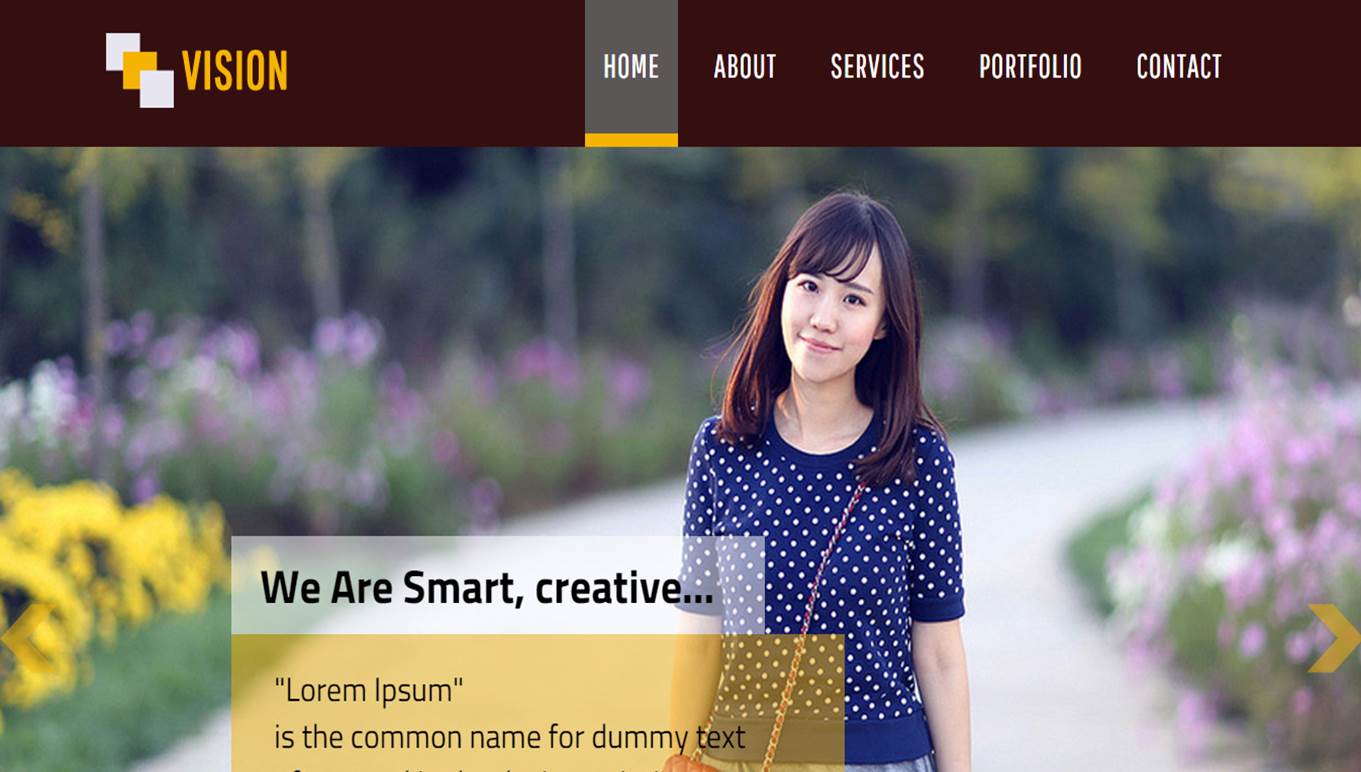 VISION
HOME ABOUT SERVICES PORTFOLIO CONTACT
We Are Smart, creative...
"Lorem Ipsum"
is the common name for dummy text